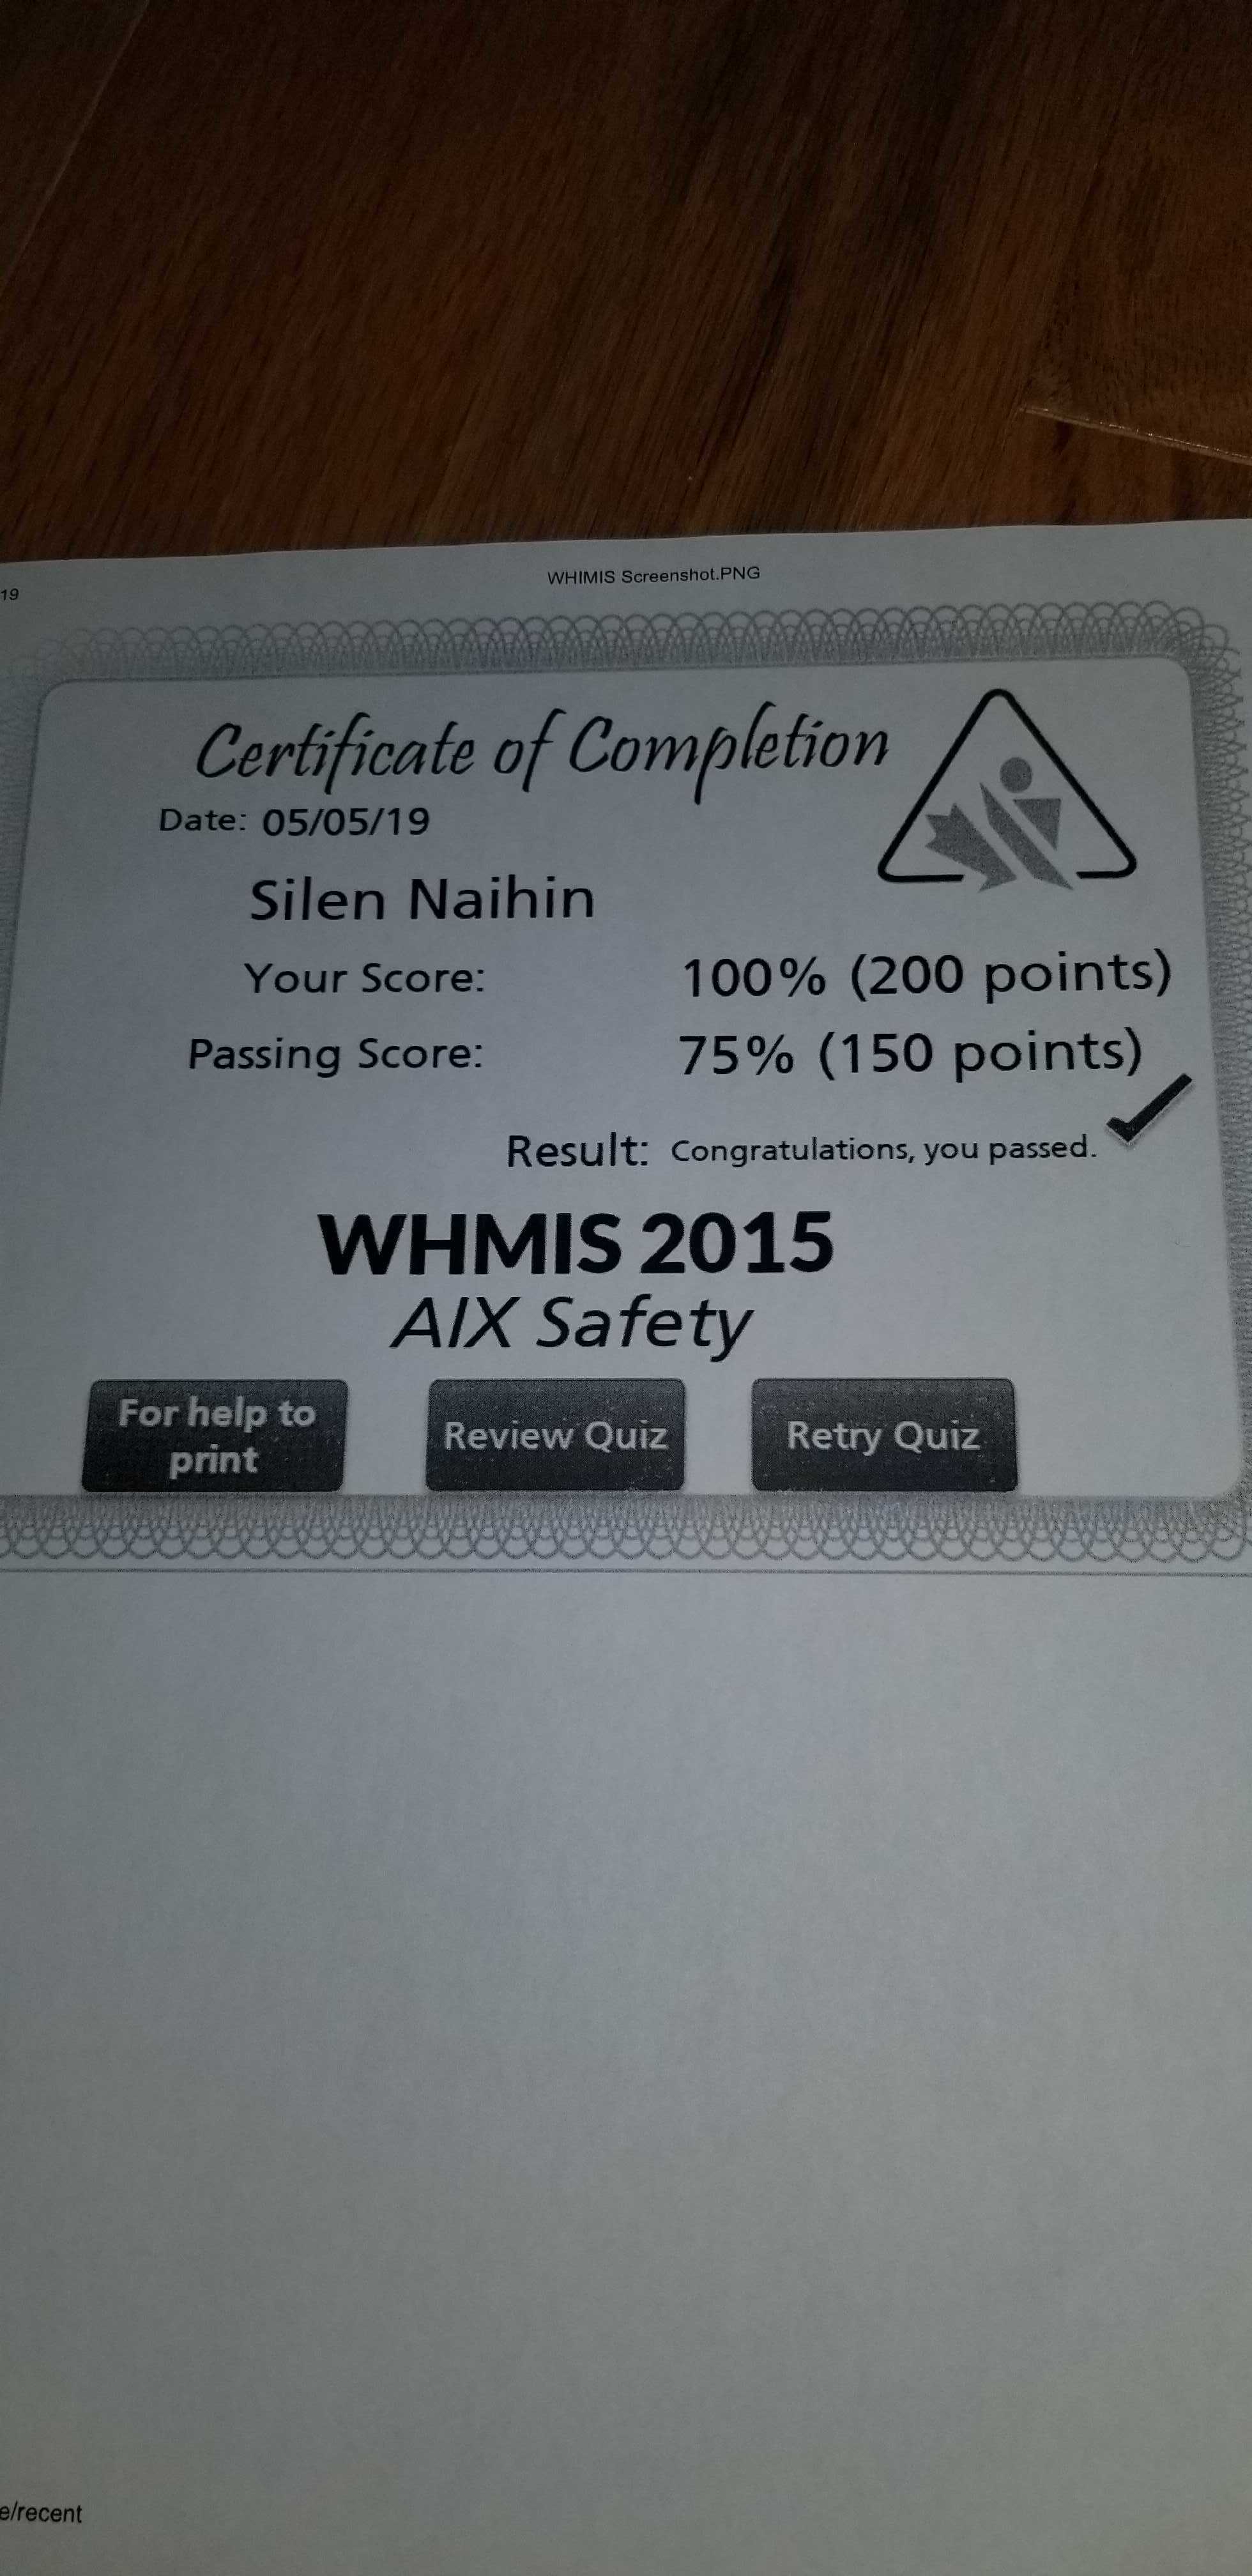 WHIMIS Screenshot.PNG
19
Certificate of Completion
Date: 05/05/19
Silen Naihin
Your Score: 100% (200 points)
Passing Score: 75% (150 points)
Result: Congratulations, you passed.
WHMIS 2015
AIX Safety
For help to
print
Review Quiz
Retry Quiz
e/recent